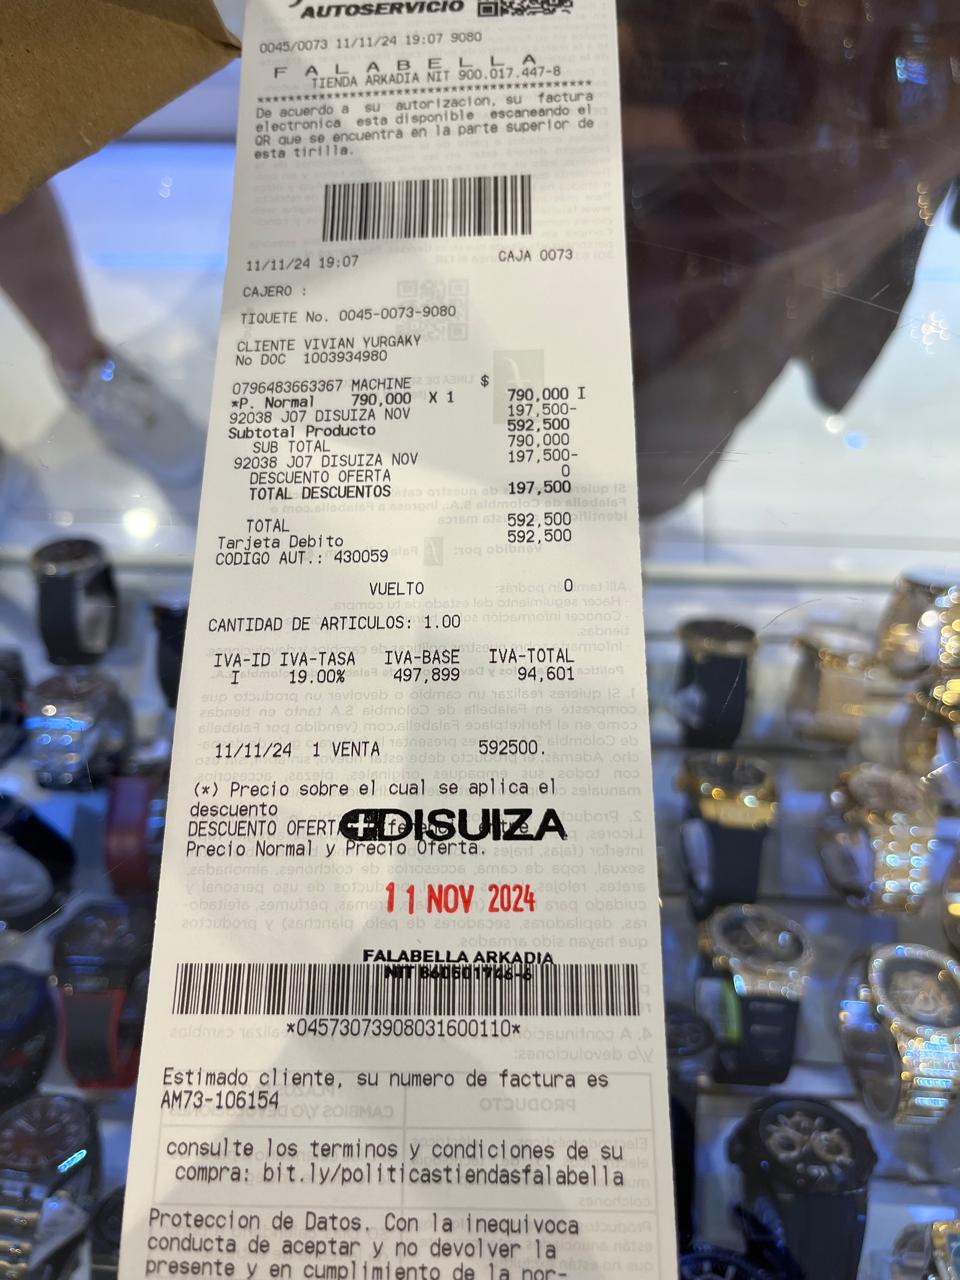 AUTOSERVICIO
0045/0073 11/11/24 19:07 9080
F A L A B E L L A
TIENDA ARKADIA NIT 900.017.447-8
****************************************
De acuerdo a su autorizacion, su factura
electronica esta disponible escaneando el
QR que se encuentra en la parte superior de
esta tirilla.
11/11/24 19:07 CAJA 0073
CAJERO :
TIQUETE No. 0045-0073-9080
CLIENTE VIVIAN YURGAKY
No DOC 1003934980
0796483663367 MACHINE $ 790,000 I
*P. Normal 790,000 X 1
92038 J07 DISUIZA NOV 197,500-
Subtotal Producto 592,500
SUB TOTAL 790,000
92038 J07 DISUIZA NOV 197,500-
DESCUENTO OFERTA 0
TOTAL DESCUENTOS 197,500
TOTAL 592,500
Tarjeta Debito 592,500
CODIGO AUT.: 430059
VUELTO 0
CANTIDAD DE ARTICULOS: 1.00
IVA-ID IVA-TASA IVA-BASE IVA-TOTAL
I 19.00% 497,899 94,601
11/11/24 1 VENTA 592500.
(*) Precio sobre el cual se aplica el
descuento
DESCUENTO OFERTA
DISUIZA
Precio Normal y Precio Oferta.
11 NOV 2024
FALABELLA ARKADIA
NIT
*04573073908031600110*
Estimado cliente, su numero de factura es
AM73-106154
consulte los terminos y condiciones de su
compra: bit.ly/politicastiendasfalabella
Proteccion de Datos. Con la inequivoca
conducta de aceptar y no devolver la
presente y en cumplimiento de la nor-